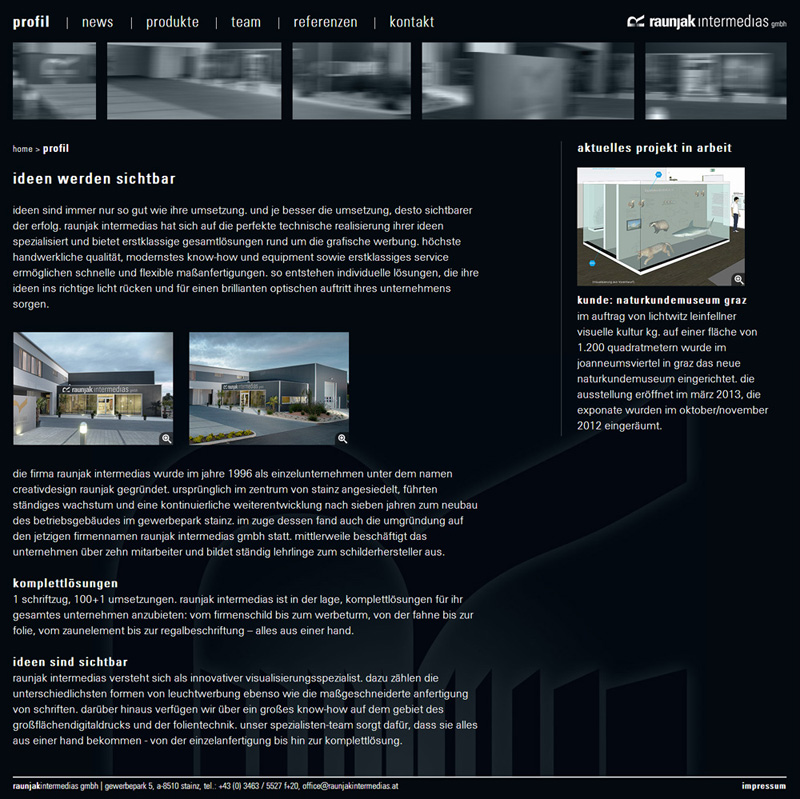 profil | news | produkte | team | referenzen | kontakt
raunjak intermedias gmbh
home > profil
ideen werden sichtbar
ideen sind immer nur so gut wie ihre umsetzung. und je besser die umsetzung, desto sichtbarer
der erfolg. raunjak intermedias hat sich auf die perfekte technische realisierung ihrer ideen
spezialisiert und bietet erstklassige gesamtlösungen rund um die grafische werbung. höchste
handwerkliche qualität, modernstes know-how und equipment sowie erstklassiges service
ermöglichen schnelle und flexible maßanfertigungen. so entstehen individuelle lösungen, die ihre
ideen ins richtige licht rücken und für einen brillianten optischen auftritt ihres unternehmens
sorgen.
raunjak intermedias
raunjak intermedias
die firma raunjak intermedias wurde im jahre 1996 als einzelunternehmen unter dem namen
creativdesign raunjak gegründet. ursprünglich im zentrum von stainz angesiedelt, führten
ständiges wachstum und eine kontinuierliche weiterentwicklung nach sieben jahren zum neubau
des betriebsgebäudes im gewerbepark stainz. im zuge dessen fand auch die umgründung auf
den jetzigen firmennamen raunjak intermedias gmbh statt. mittlerweile beschäftigt das
unternehmen über zehn mitarbeiter und bildet ständig lehrlinge zum schilderhersteller aus.
komplettlösungen
1 schriftzug, 100+1 umsetzungen. raunjak intermedias ist in der lage, komplettlösungen für ihr
gesamtes unternehmen anzubieten: vom firmenschild bis zum werbeturm, von der fahne bis zur
folie, vom zaunelement bis zur regalbeschriftung – alles aus einer hand.
ideen sind sichtbar
raunjak intermedias versteht sich als innovativer visualisierungsspezialist. dazu zählen die
unterschiedlichsten formen von leuchtwerbung ebenso wie die maßgeschneiderte anfertigung
von schriften. darüber hinaus verfügen wir über ein großes know-how auf dem gebiet des
großflächendigitaldrucks und der folientechnik. unser spezialisten-team sorgt dafür, dass sie alles
aus einer hand bekommen - von der einzelanfertigung bis hin zur komplettlösung.
aktuelles projekt in arbeit
kunde: naturkundemuseum graz
im auftrag von lichtwitz leinfellner
visuelle kultur kg. auf einer fläche von
1.200 quadratmetern wurde im
joanneumsviertel in graz das neue
naturkundemuseum eingerichtet. die
ausstellung eröffnet im märz 2013, die
exponate wurden im oktober/november
2012 eingeräumt.
raunjakintermedias gmbh | gewerbepark 5, a-8510 stainz, tel.: +43 (0) 3463 / 5527 f+20, office@raunjakintermedias.at
impressum